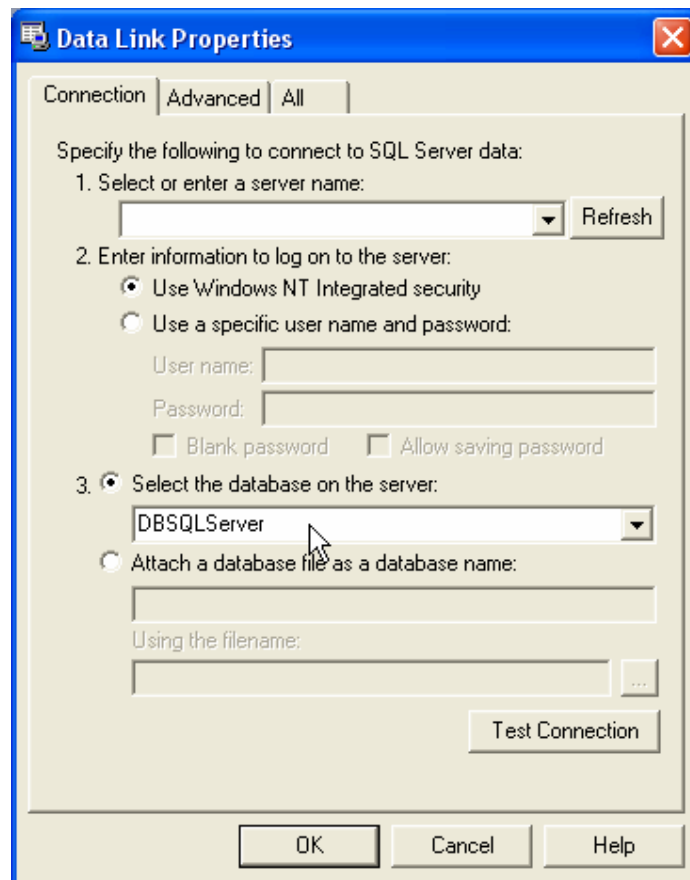 Data Link Properties
Connection Advanced All
Specify the following to connect to SQL Server data:
1. Select or enter a server name:
Refresh
2. Enter information to log on to the server:
Use Windows NT Integrated security
Use a specific user name and password:
User name:
Password:
Blank password Allow saving password
3. Select the database on the server:
DBSQLServer
Attach a database file as a database name:
Using the filename:
...
Test Connection
OK Cancel Help